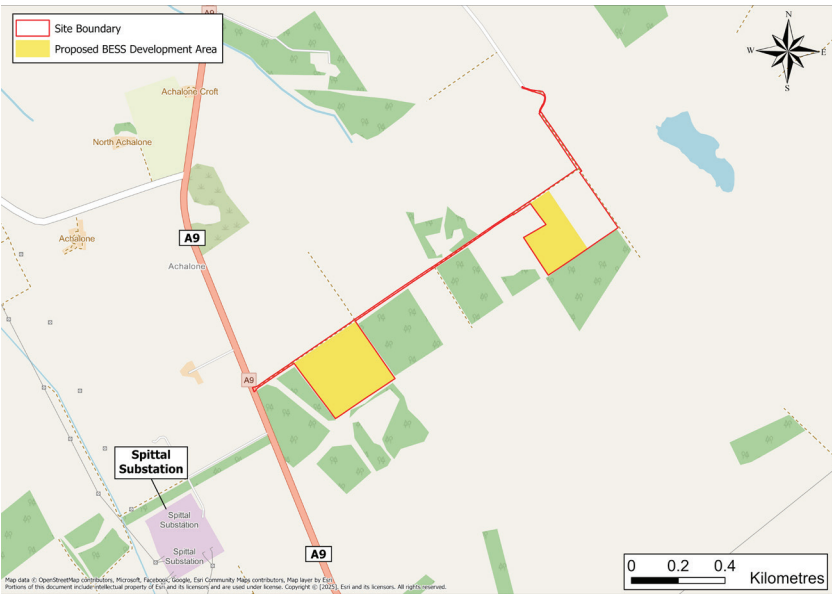 A9
Site Boundary
Proposed BESS Development Area
N
W
E
S
Achalone Croft
North Achalone
Achalone
A9
Achalone
A9
Spittal
Substation
Spittal
Substation
Spittal
Substation
A9
0 0.2 0.4
Kilometres
Map data © OpenStreetMap contributors, Microsoft, Facebook, Google, Esri Community Maps contributors, Map layer by Esri
Portions of this document include intellectual property of Esri and its licensors and are used under license. Copyright © [2025], Esri and its licensors. All rights reserved.